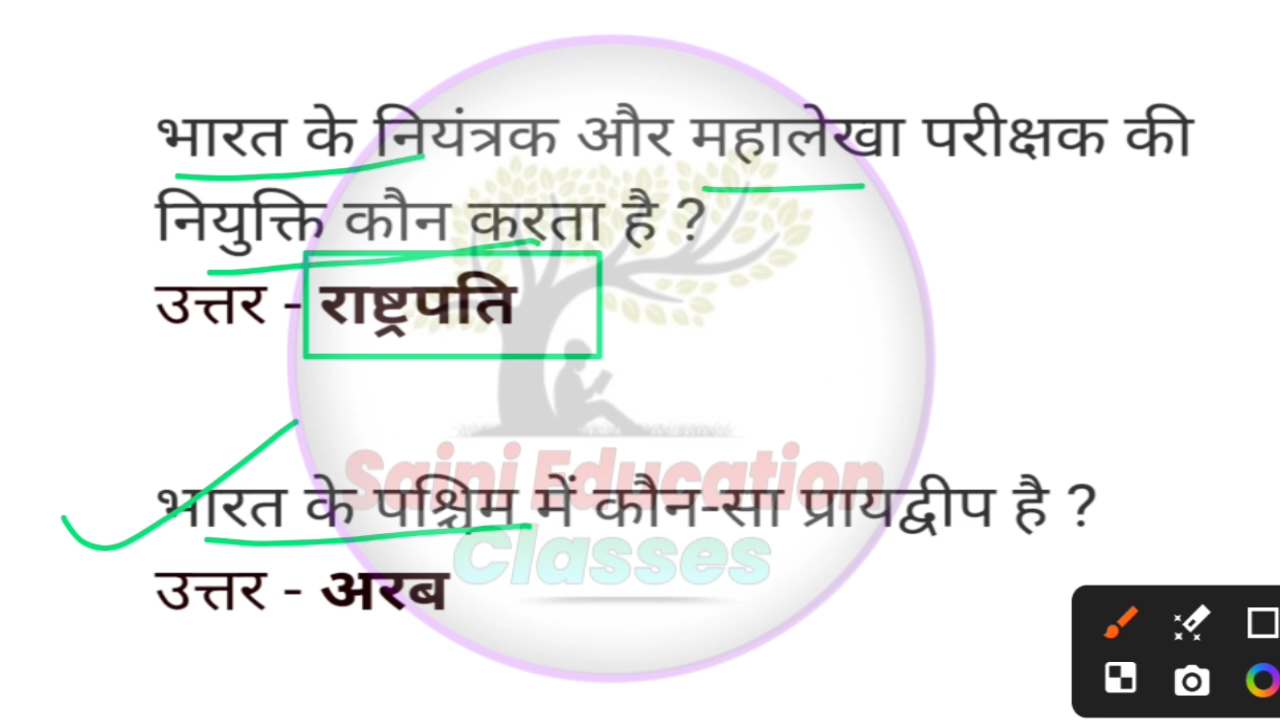 भारत के नियंत्रक और महालेखा परीक्षक की
नियुक्ति कौन करता है ?
उत्तर - राष्ट्रपति
भारत के पश्चिम में कौन-सा प्रायद्वीप है ?
उत्तर - अरब
Saini Education
Classes